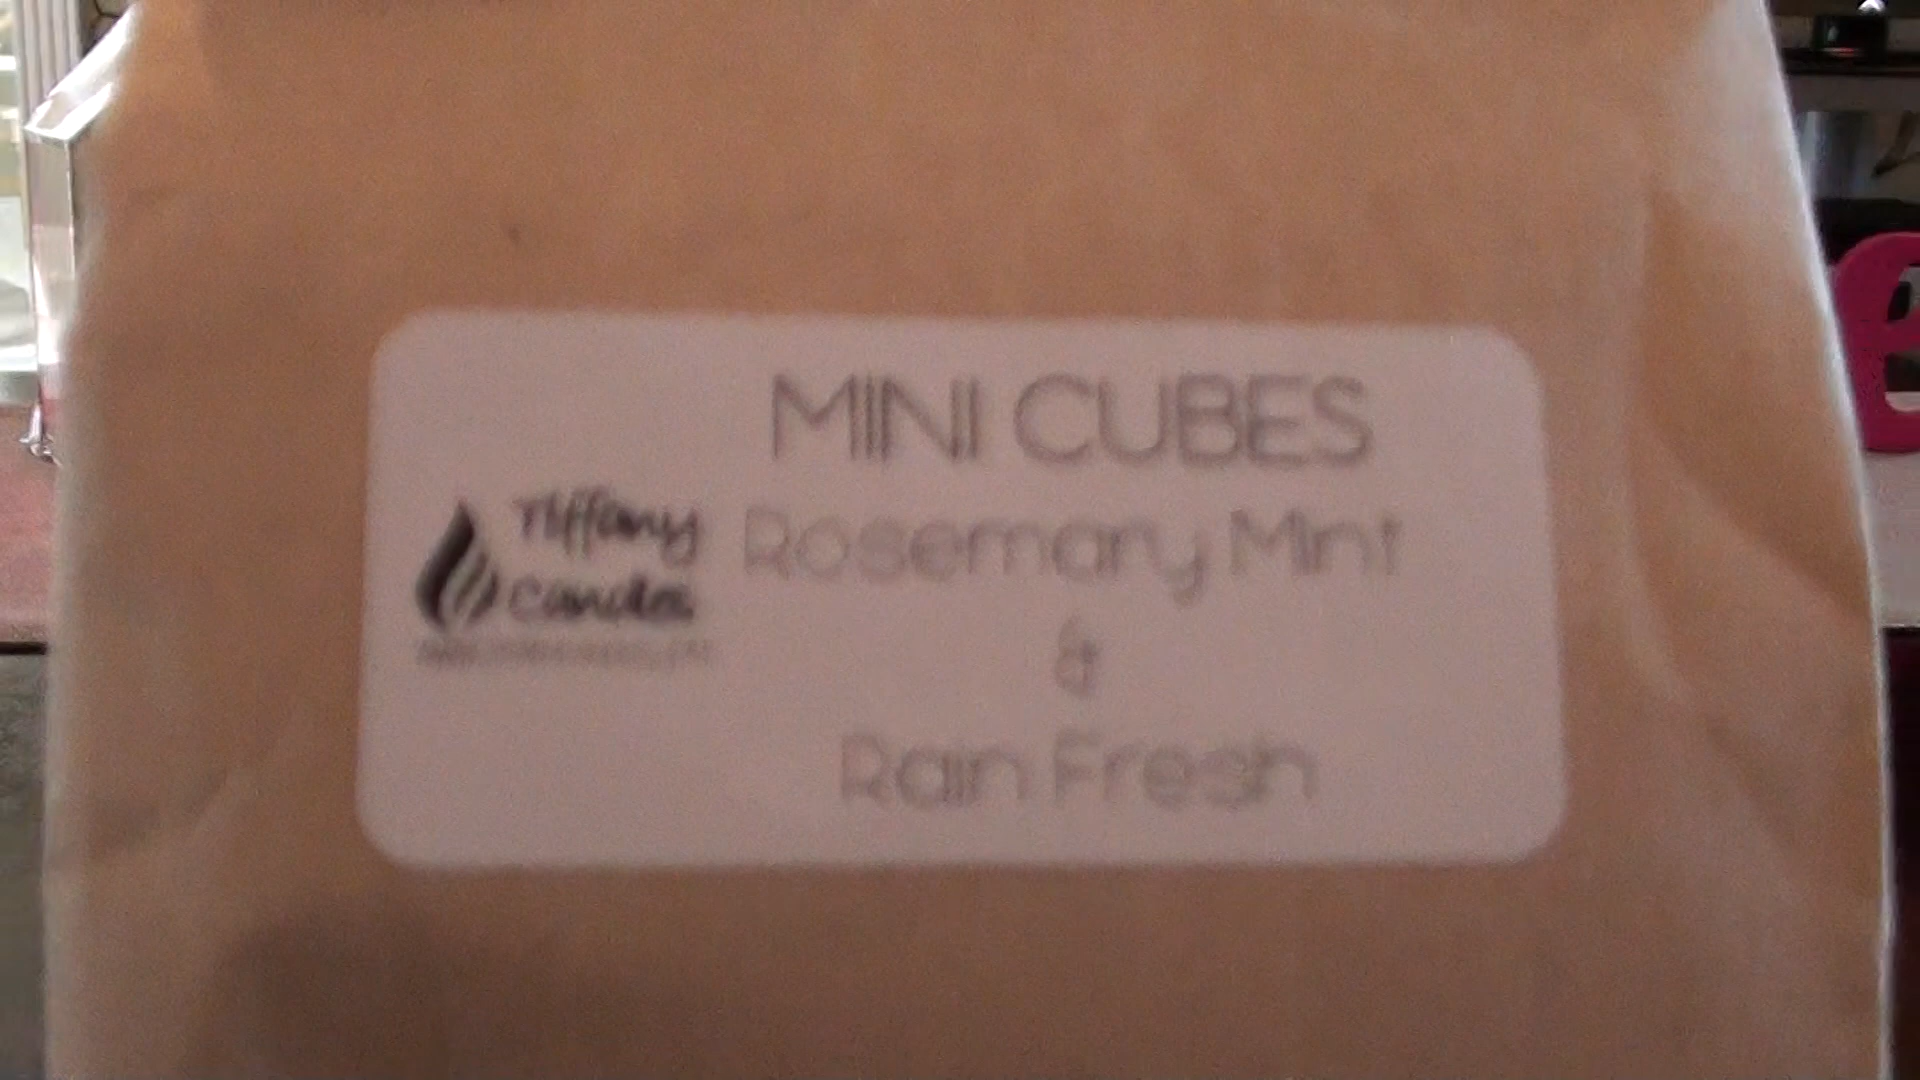 MINI CUBES
Tiffany
Candles
Rosemary Mint
&
Rain Fresh
e